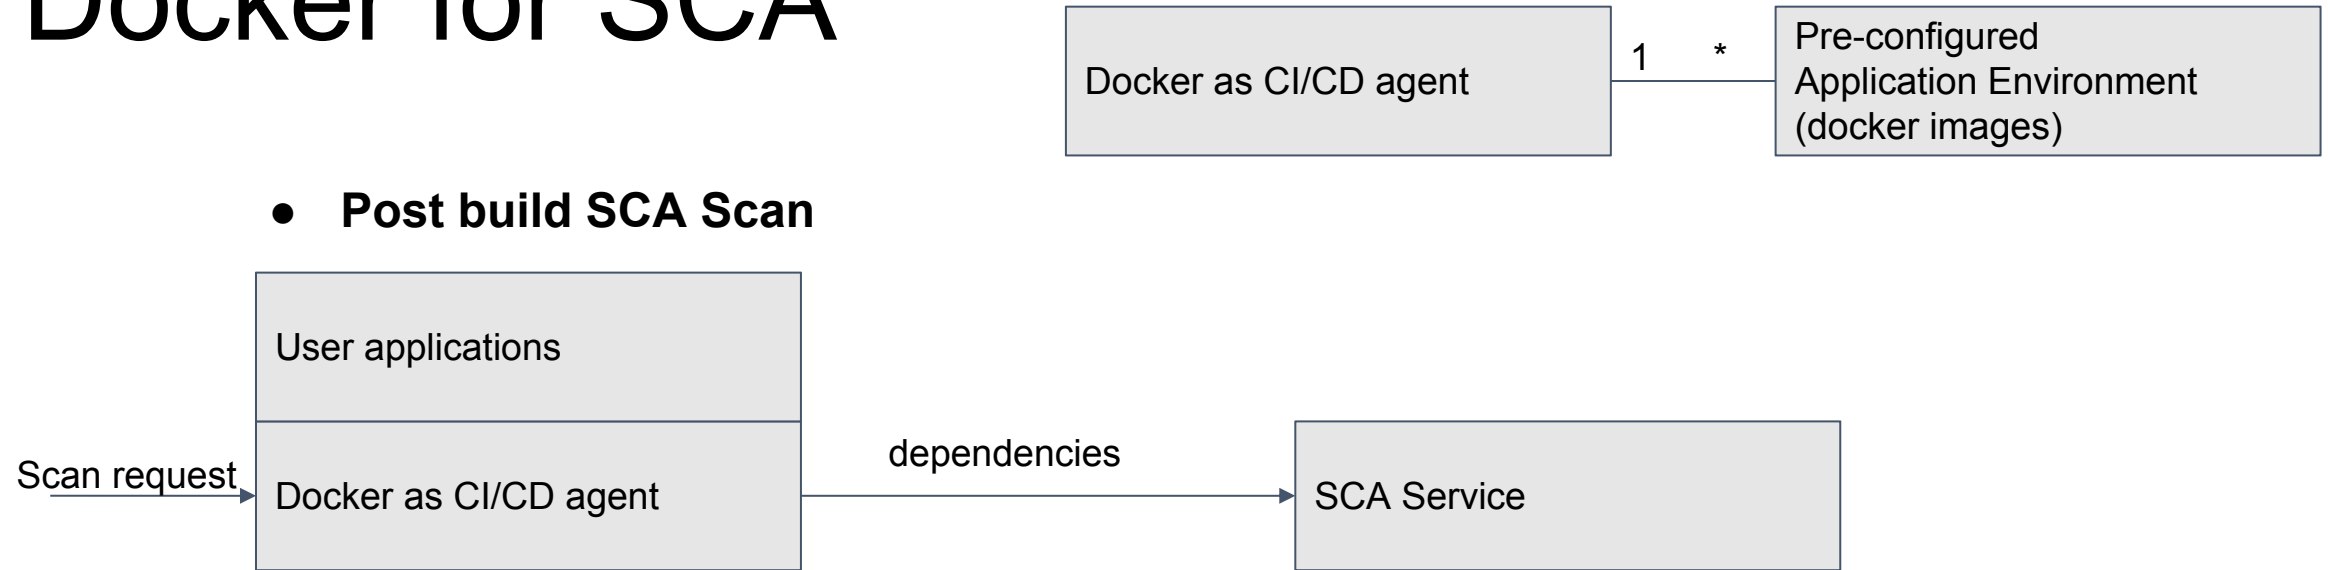 Docker for SCA
Docker as CI/CD agent
1 *
Pre-configured
Application Environment
(docker images)
● Post build SCA Scan
User applications
Scan request
Docker as CI/CD agent
dependencies
SCA Service